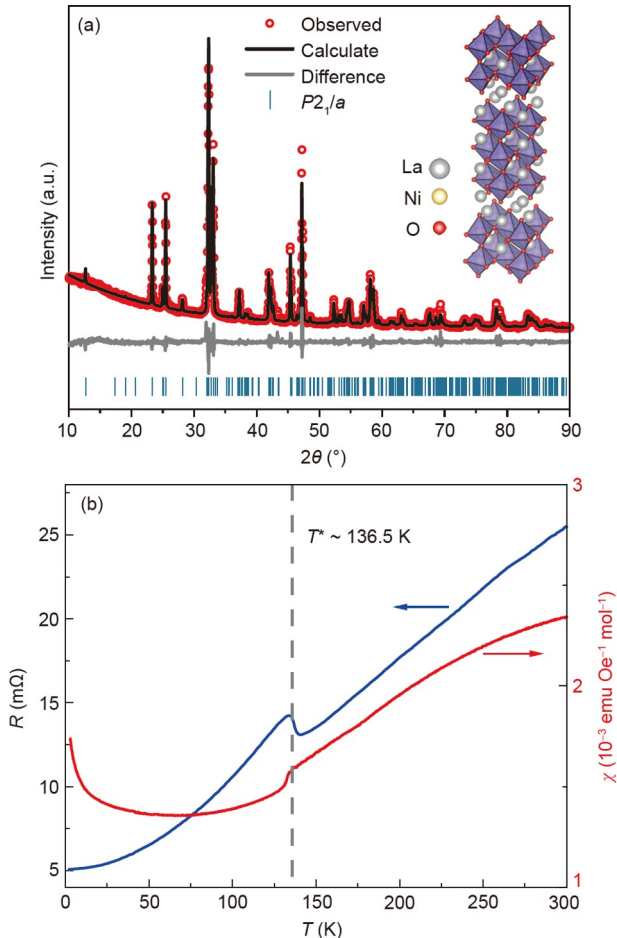 (a)
Observed
Calculate
Difference
P2₁/a
La
Ni
O
Intensity (a.u.)
10 20 30 40 50 60 70 80 90
2θ (°)
(b)
T* ~ 136.5 K
25
20
15
10
5
R (mΩ)
3
2
1
χ (10⁻³ emu Oe⁻¹ mol⁻¹)
0 50 100 150 200 250 300
T (K)